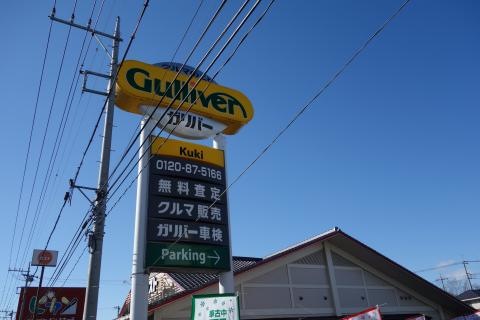 Gulliver
ガリバー
Kuki
0120-87-5166
無料査定
クルマ販売
ガリバー車検
Parking→